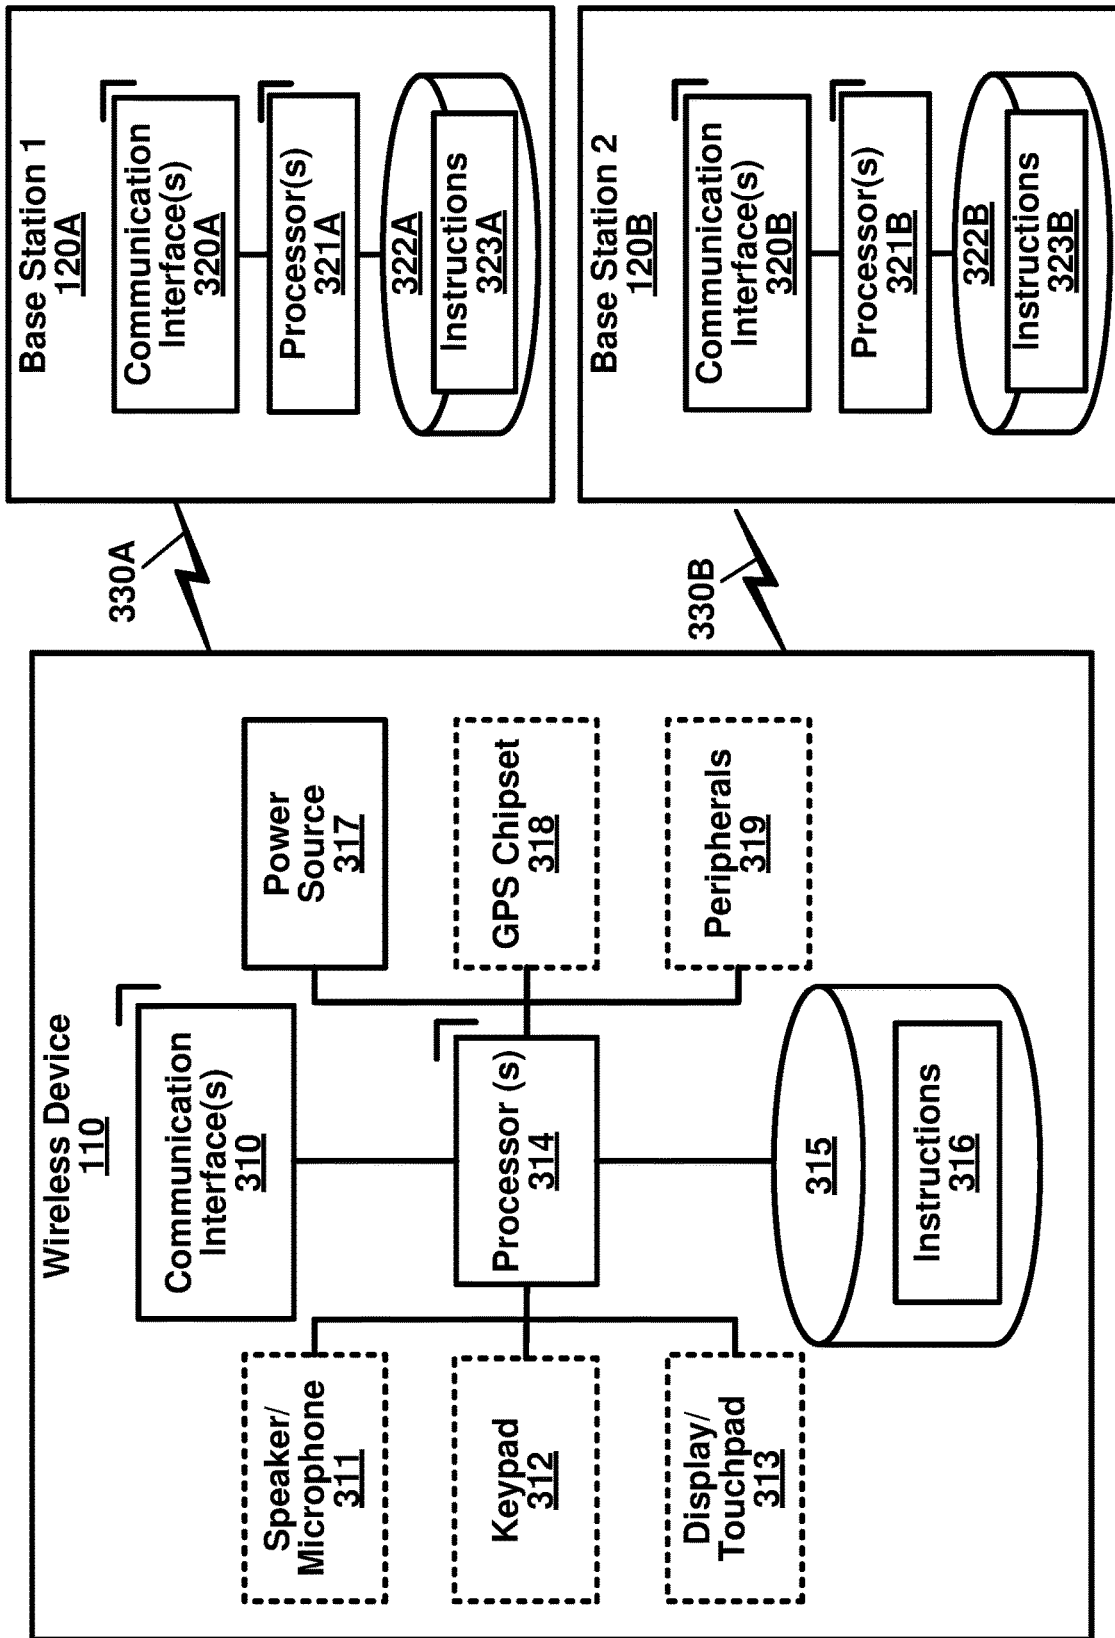 Wireless Device
110
Communication
Interface(s)
310
Speaker/
Microphone
311
Keypad
312
Display/
Touchpad
313
Processor (s)
314
Power
Source
317
GPS Chipset
318
Peripherals
319
315
Instructions
316
330A
330B
Base Station 1
120A
Communication
Interface(s)
320A
Processor(s)
321A
322A
Instructions
323A
Base Station 2
120B
Communication
Interface(s)
320B
Processor(s)
321B
322B
Instructions
323B